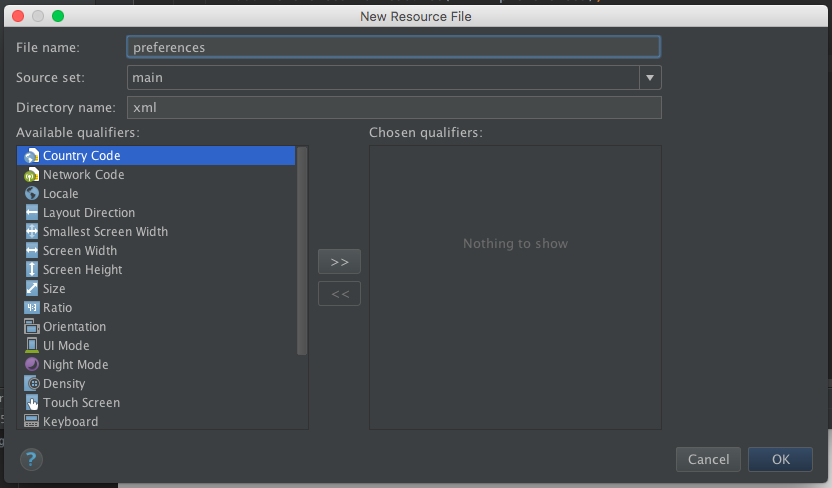 New Resource File
File name: preferences
Source set: main
Directory name: xml
Available qualifiers: Chosen qualifiers:
Country Code
Network Code
Locale
Layout Direction
Smallest Screen Width
Screen Width
Nothing to show
>>
Screen Height
Size
<<
4:3 Ratio
Orientation
UI Mode
Night Mode
Density
Touch Screen
Keyboard
? Cancel OK